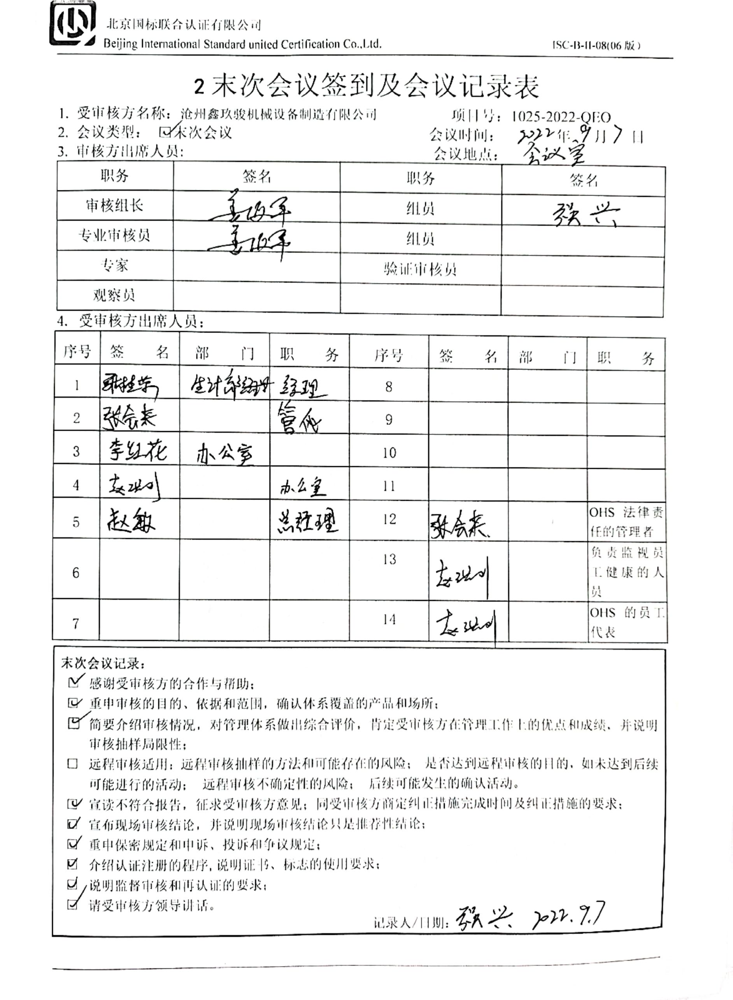 北京国标联合认证有限公司
Beijing International Standard united Certification Co.,Ltd.
ISC-B-II-08(06 版)
2 末次会议签到及会议记录表
1. 受审核方名称：沧州鑫玖骏机械设备制造有限公司 项目号：1025-2022-QEO
2. 会议类型： ☑末次会议 会议时间： 2022年 9月 7 日
3. 审核方出席人员: 会议地点： 会议室
职务 签名 职务 签名
审核组长 组员 强兴
专业审核员 组员
专家 验证审核员
观察员
4. 受审核方出席人员：
序号 签 名 部 门 职 务 序号 签 名 部 门 职 务
1 经理 8
2 张会来 管代 9
3 李红花 办公室 10
4 办公室 11
5 赵敏 总经理 12 张会来 OHS 法律责
任的管理者
6 13 负责监视员
工健康的人
员
7 14 OHS 的员工
代表
末次会议记录：
☑ 感谢受审核方的合作与帮助；
☑ 重申审核的目的、依据和范围，确认体系覆盖的产品和场所；
☑ 简要介绍审核情况，对管理体系做出综合评价，肯定受审核方在管理工作上的优点和成绩，并说明
审核抽样局限性；
□ 远程审核适用：远程审核抽样的方法和可能存在的风险； 是否达到远程审核的目的，如未达到后续
可能进行的活动； 远程审核不确定性的风险； 后续可能发生的确认活动。
☑ 宣读不符合报告，征求受审核方意见；同受审核方商定纠正措施完成时间及纠正措施的要求；
☑ 宣布现场审核结论，并说明现场审核结论只是推荐性结论；
☑ 重申保密规定和申诉、投诉和争议规定；
☑ 介绍认证注册的程序, 说明证书、标志的使用要求；
☑ 说明监督审核和再认证的要求；
☑ 请受审核方领导讲话。
记录人/日期：强兴 2022.9.7